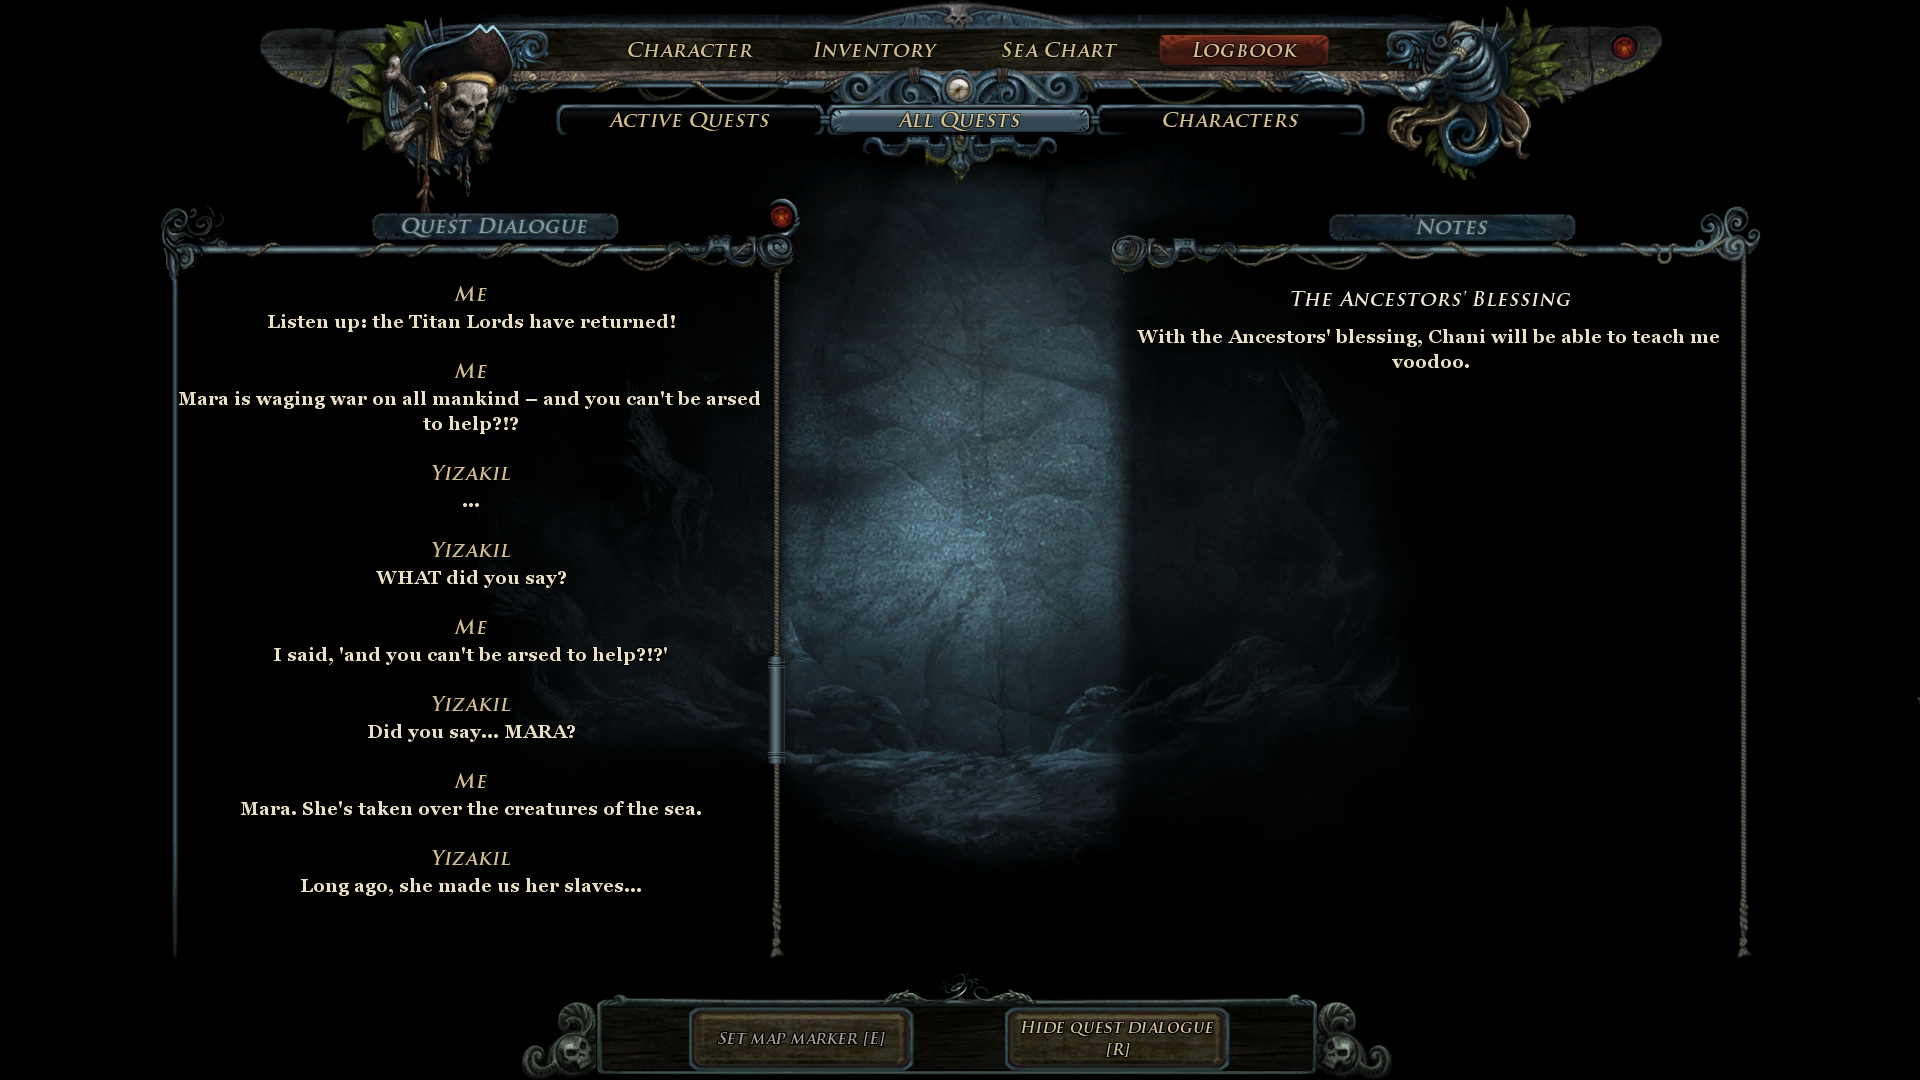 Character
Inventory
Sea Chart
Logbook
Active Quests
All Quests
Characters
Quest Dialogue
Me
Listen up: the Titan Lords have returned!
Me
Mara is waging war on all mankind – and you can't be arsed
to help?!?
Yizakil
...
Yizakil
WHAT did you say?
Me
I said, 'and you can't be arsed to help?!?'
Yizakil
Did you say... MARA?
Me
Mara. She's taken over the creatures of the sea.
Yizakil
Long ago, she made us her slaves...
Notes
The Ancestors' Blessing
With the Ancestors' blessing, Chani will be able to teach me
voodoo.
Set map marker [E]
Hide quest dialogue
[R]